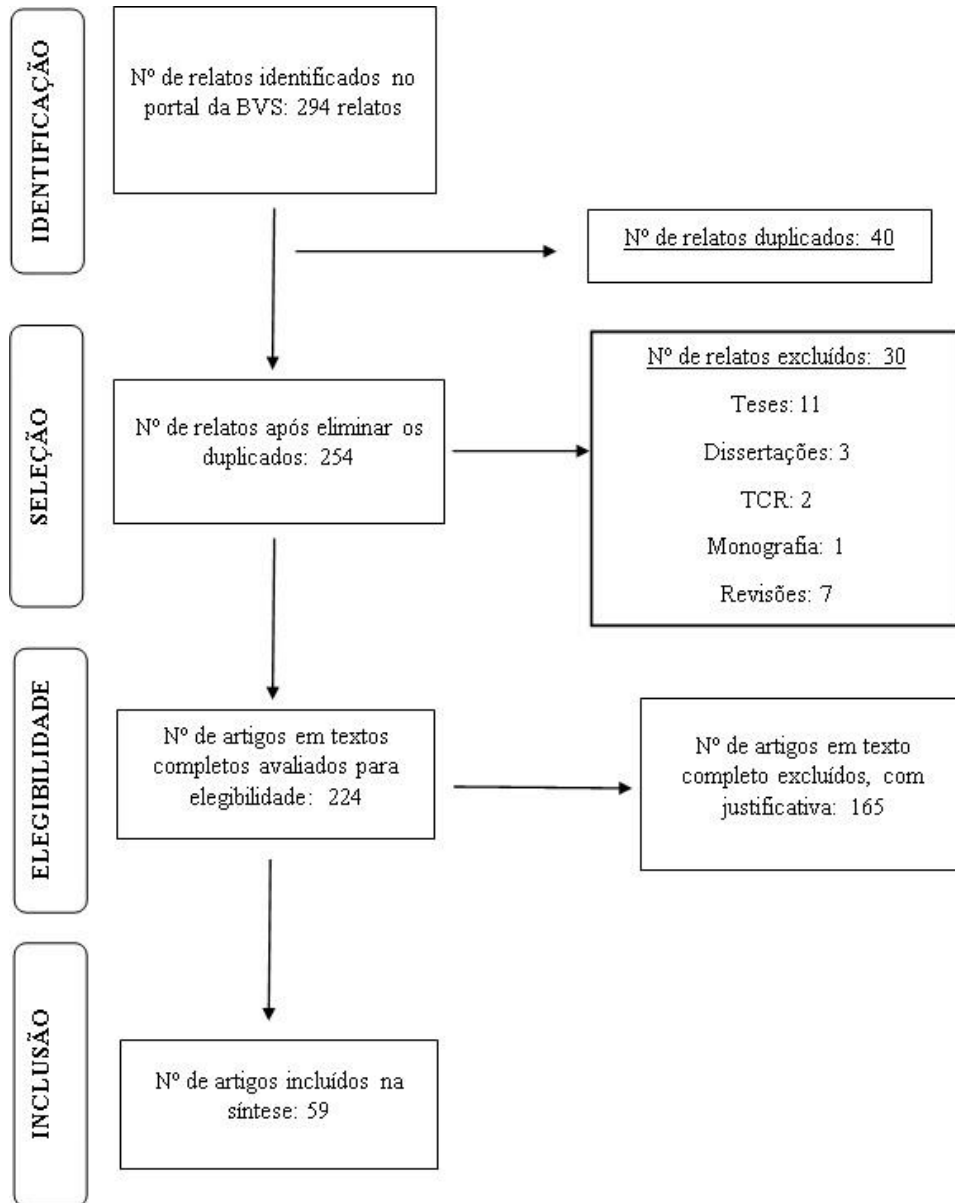 IDENTIFICAÇÃO
Nº de relatos identificados no
portal da BVS: 294 relatos
Nº de relatos duplicados: 40
SELEÇÃO
Nº de relatos após eliminar os
duplicados: 254
Nº de relatos excluídos: 30
Teses: 11
Dissertações: 3
TCR: 2
Monografia: 1
Revisões: 7
ELEGIBILIDADE
Nº de artigos em textos
completos avaliados para
elegibilidade: 224
Nº de artigos em texto
completo excluídos, com
justificativa: 165
INCLUSÃO
Nº de artigos incluídos na
síntese: 59